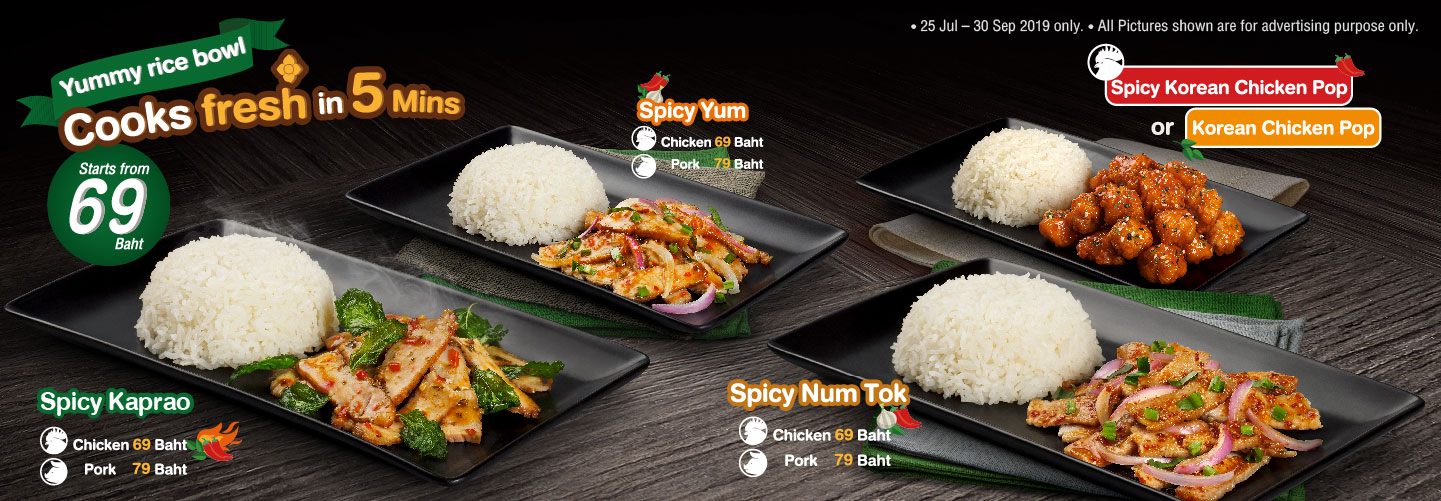 • 25 Jul – 30 Sep 2019 only. • All Pictures shown are for advertising purpose only.
Yummy rice bowl
Cooks fresh in 5 Mins
Starts from
69
Baht
Spicy Yum
Chicken 69 Baht
Pork 79 Baht
Spicy Korean Chicken Pop
or Korean Chicken Pop
Spicy Kaprao
Chicken 69 Baht
Pork 79 Baht
Spicy Num Tok
Chicken 69 Baht
Pork 79 Baht